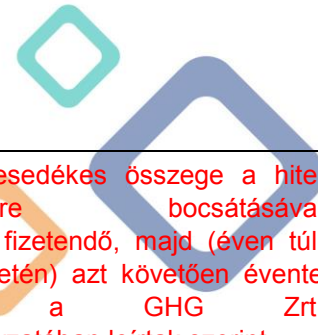 esedékes összege a hite
re bocsátásáva
fizetendő, majd (éven túl
etén) azt követően évente
a GHG Zrt